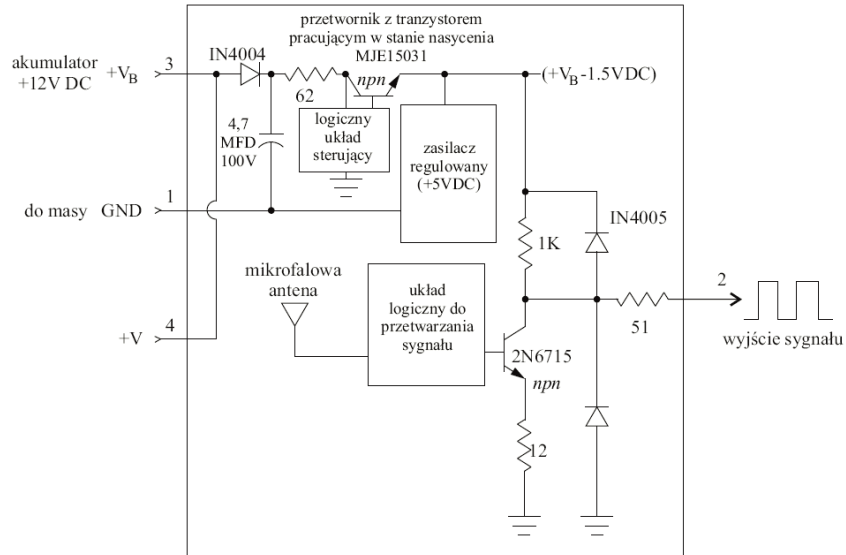 przetwornik z tranzystorem
pracującym w stanie nasycenia
MJE15031
akumulator
+12V DC
+V_B
3
IN4004
62
npn
(+V_B-1.5VDC)
4,7
MFD
100V
logiczny
układ
sterujący
zasilacz
regulowany
(+5VDC)
do masy
GND
1
IN4005
1K
mikrofalowa
antena
układ
logiczny do
przetwarzania
sygnału
2
51
wyjście sygnału
+V
4
2N6715
npn
12